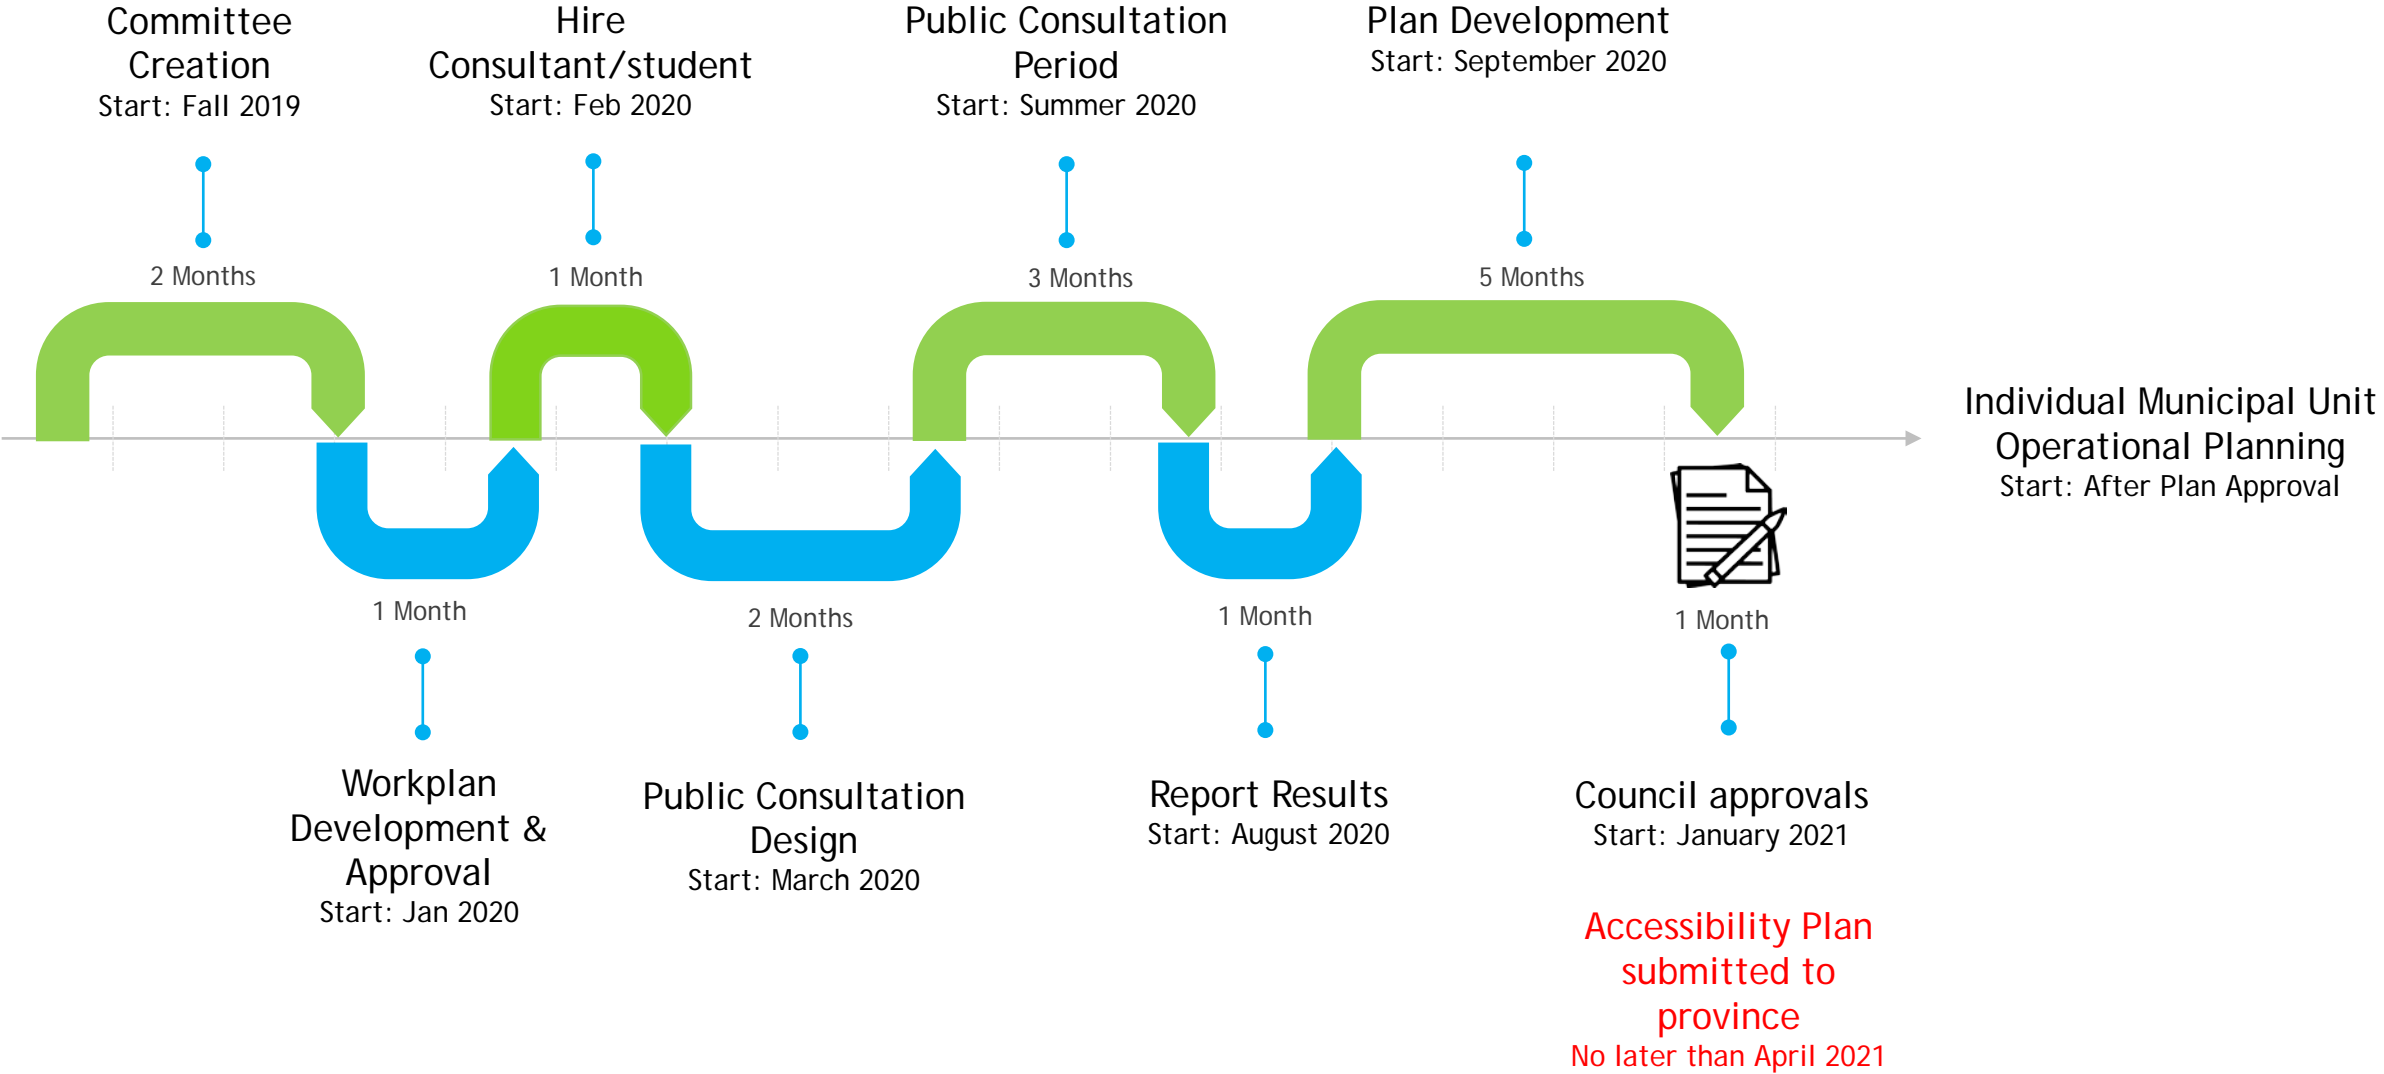 Committee
Creation
Start: Fall 2019
Hire
Consultant/student
Start: Feb 2020
Public Consultation
Period
Start: Summer 2020
Plan Development
Start: September 2020
2 Months
1 Month
3 Months
5 Months
Individual Municipal Unit
Operational Planning
Start: After Plan Approval
1 Month
2 Months
1 Month
1 Month
Workplan
Development &
Approval
Start: Jan 2020
Public Consultation
Design
Start: March 2020
Report Results
Start: August 2020
Council approvals
Start: January 2021
Accessibility Plan
submitted to
province
No later than April 2021